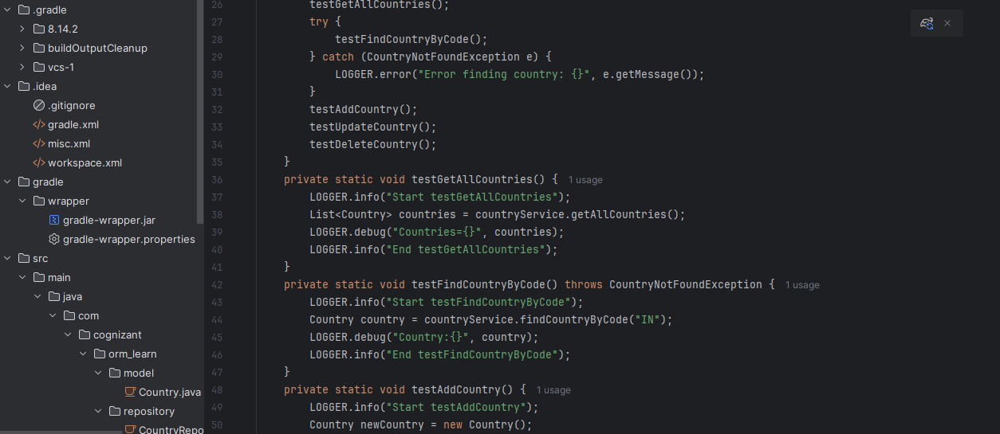 .gradle
8.14.2
buildOutputCleanup
vcs-1
.idea
.gitignore
gradle.xml
misc.xml
workspace.xml
gradle
wrapper
gradle-wrapper.jar
gradle-wrapper.properties
src
main
java
com
cognizant
orm_learn
model
Country.java
repository
CountryRepo
26 testGetAllCountries();
27 try {
28 testFindCountryByCode();
29 } catch (CountryNotFoundException e) {
30 LOGGER.error("Error finding country: {}", e.getMessage());
31 }
32 testAddCountry();
33 testUpdateCountry();
34 testDeleteCountry();
35 }
36 private static void testGetAllCountries() { 1 usage
37 LOGGER.info("Start testGetAllCountries");
38 List<Country> countries = countryService.getAllCountries();
39 LOGGER.debug("Countries={}", countries);
40 LOGGER.info("End testGetAllCountries");
41 }
42 private static void testFindCountryByCode() throws CountryNotFoundException { 1 usage
43 LOGGER.info("Start testFindCountryByCode");
44 Country country = countryService.findCountryByCode("IN");
45 LOGGER.debug("Country:{}", country);
46 LOGGER.info("End testFindCountryByCode");
47 }
48 private static void testAddCountry() { 1 usage
49 LOGGER.info("Start testAddCountry");
50 Country newCountry = new Country();